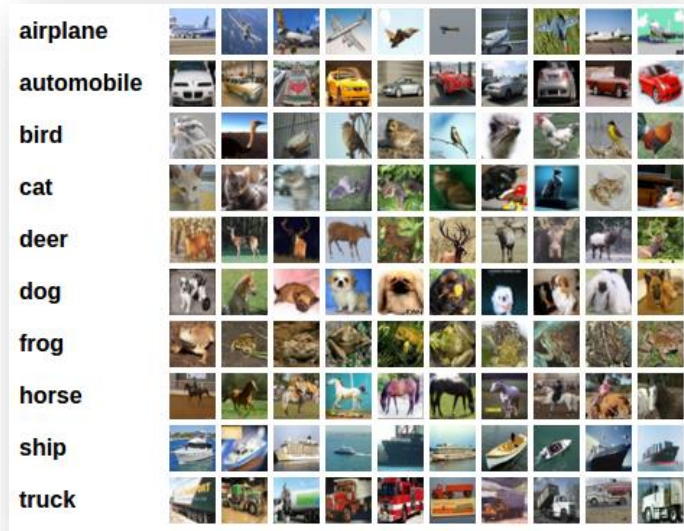 airplane
automobile
bird
cat
deer
dog
frog
horse
ship
truck